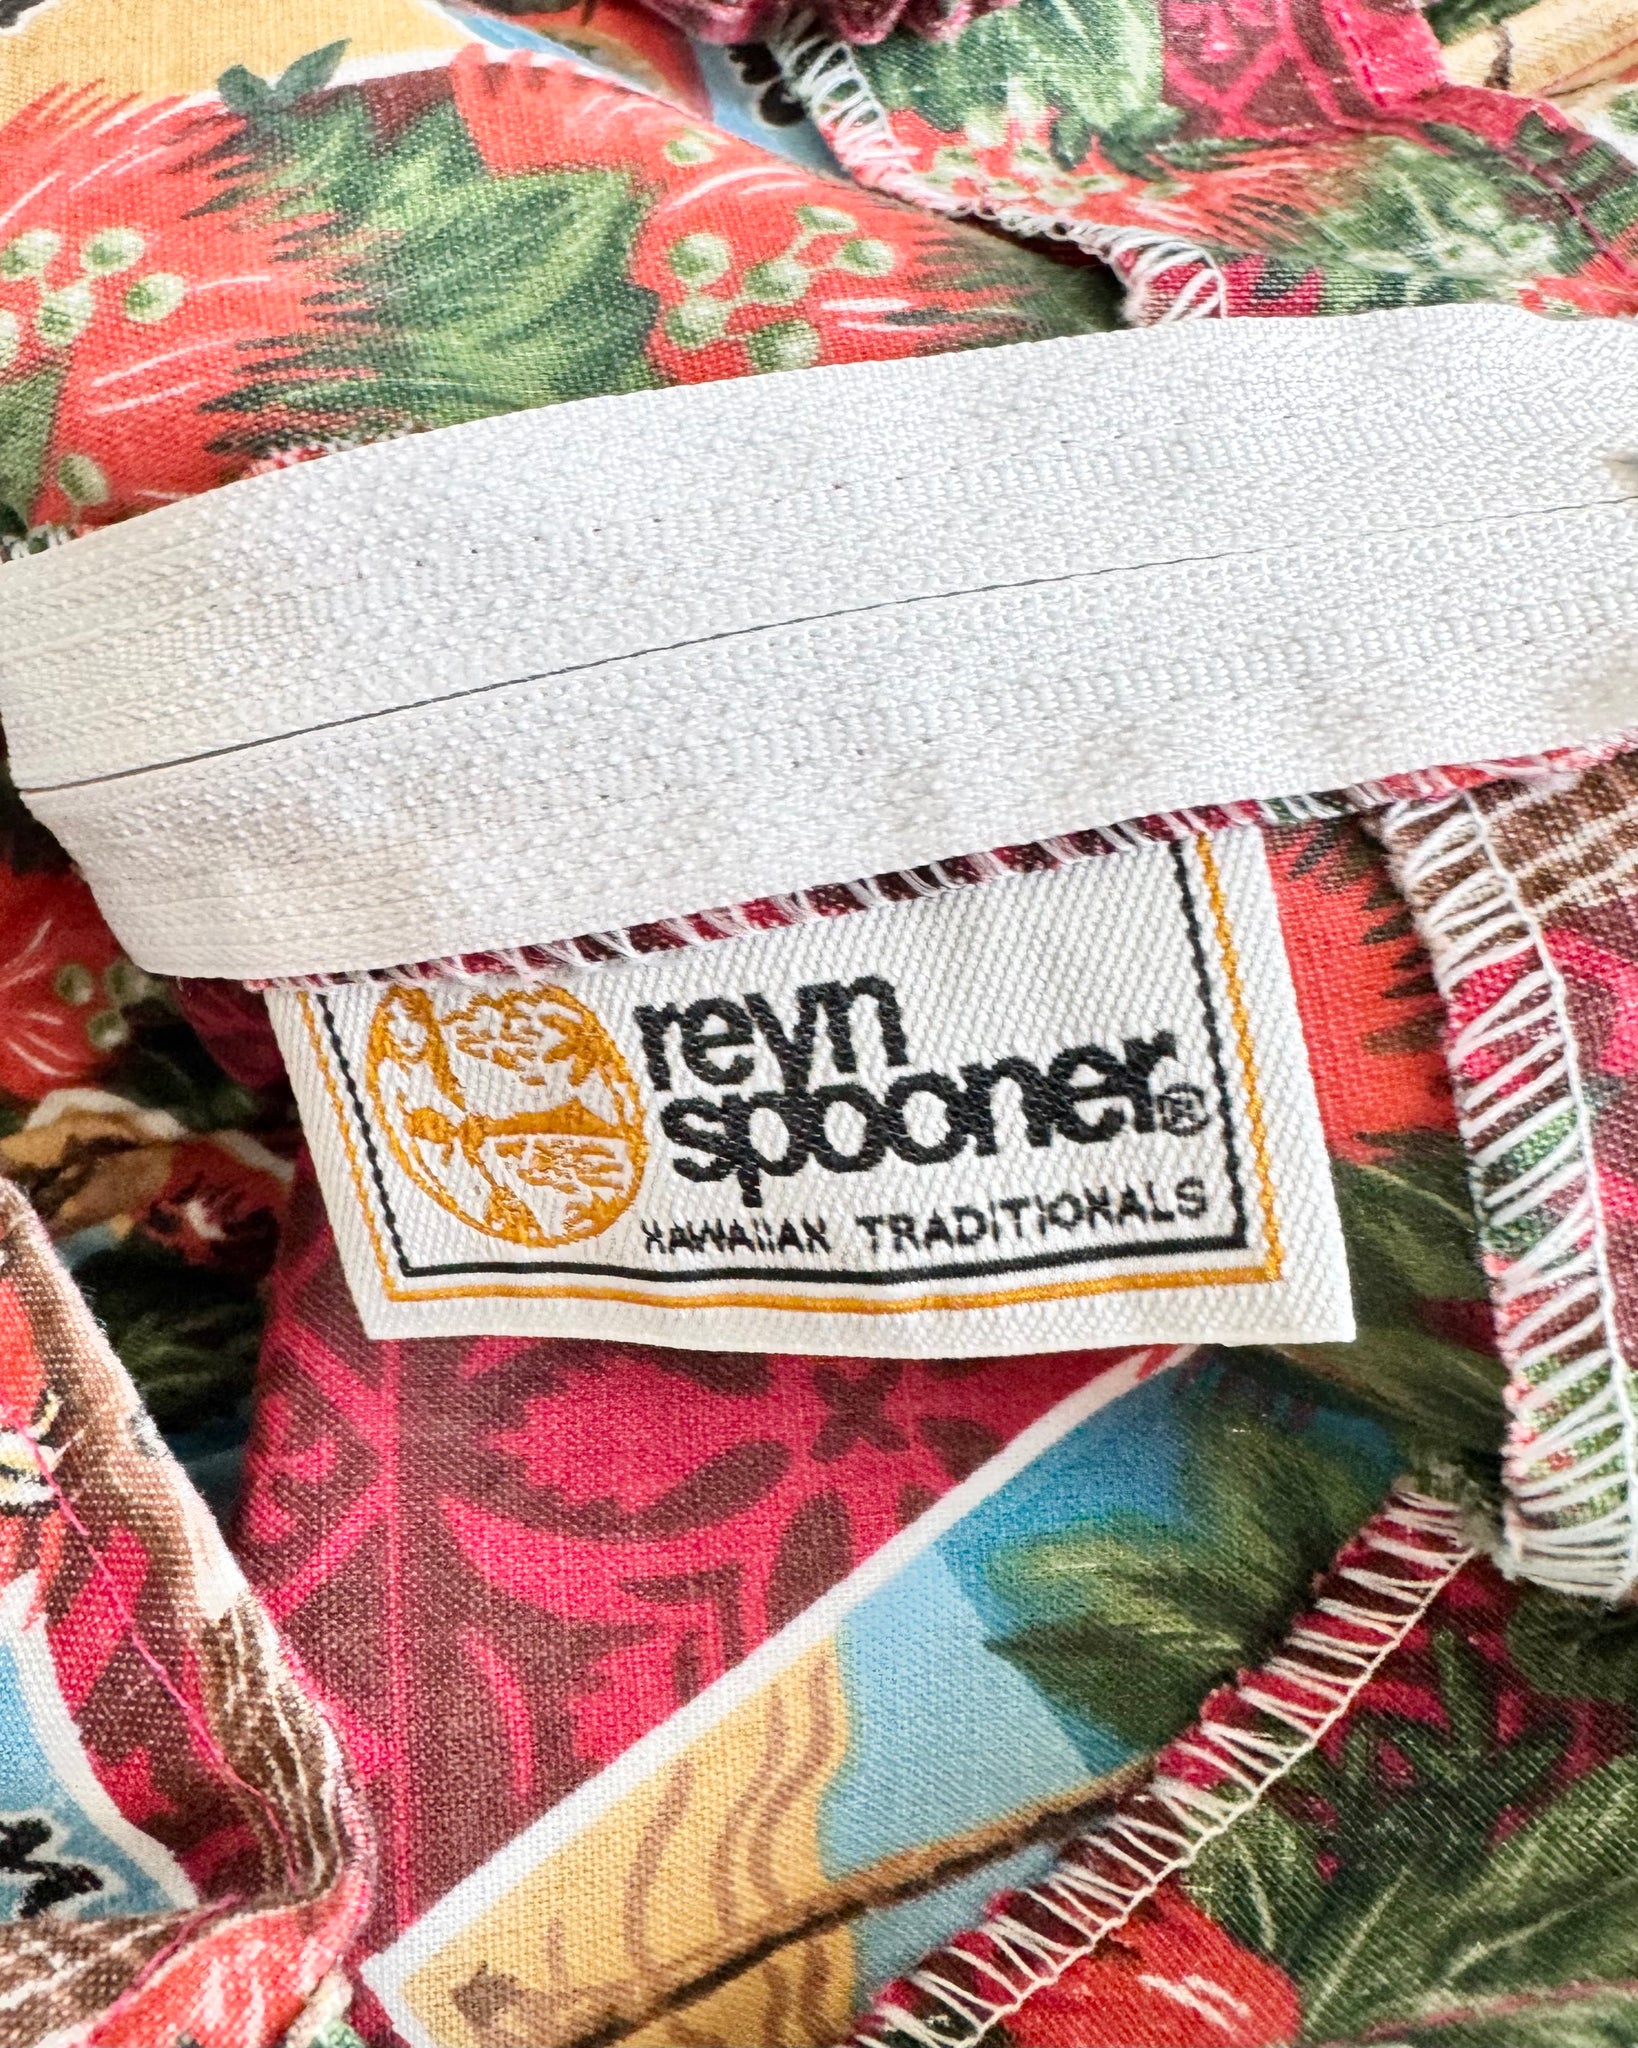 reyn
spooner®
HAWAIIAN TRADITIONALS